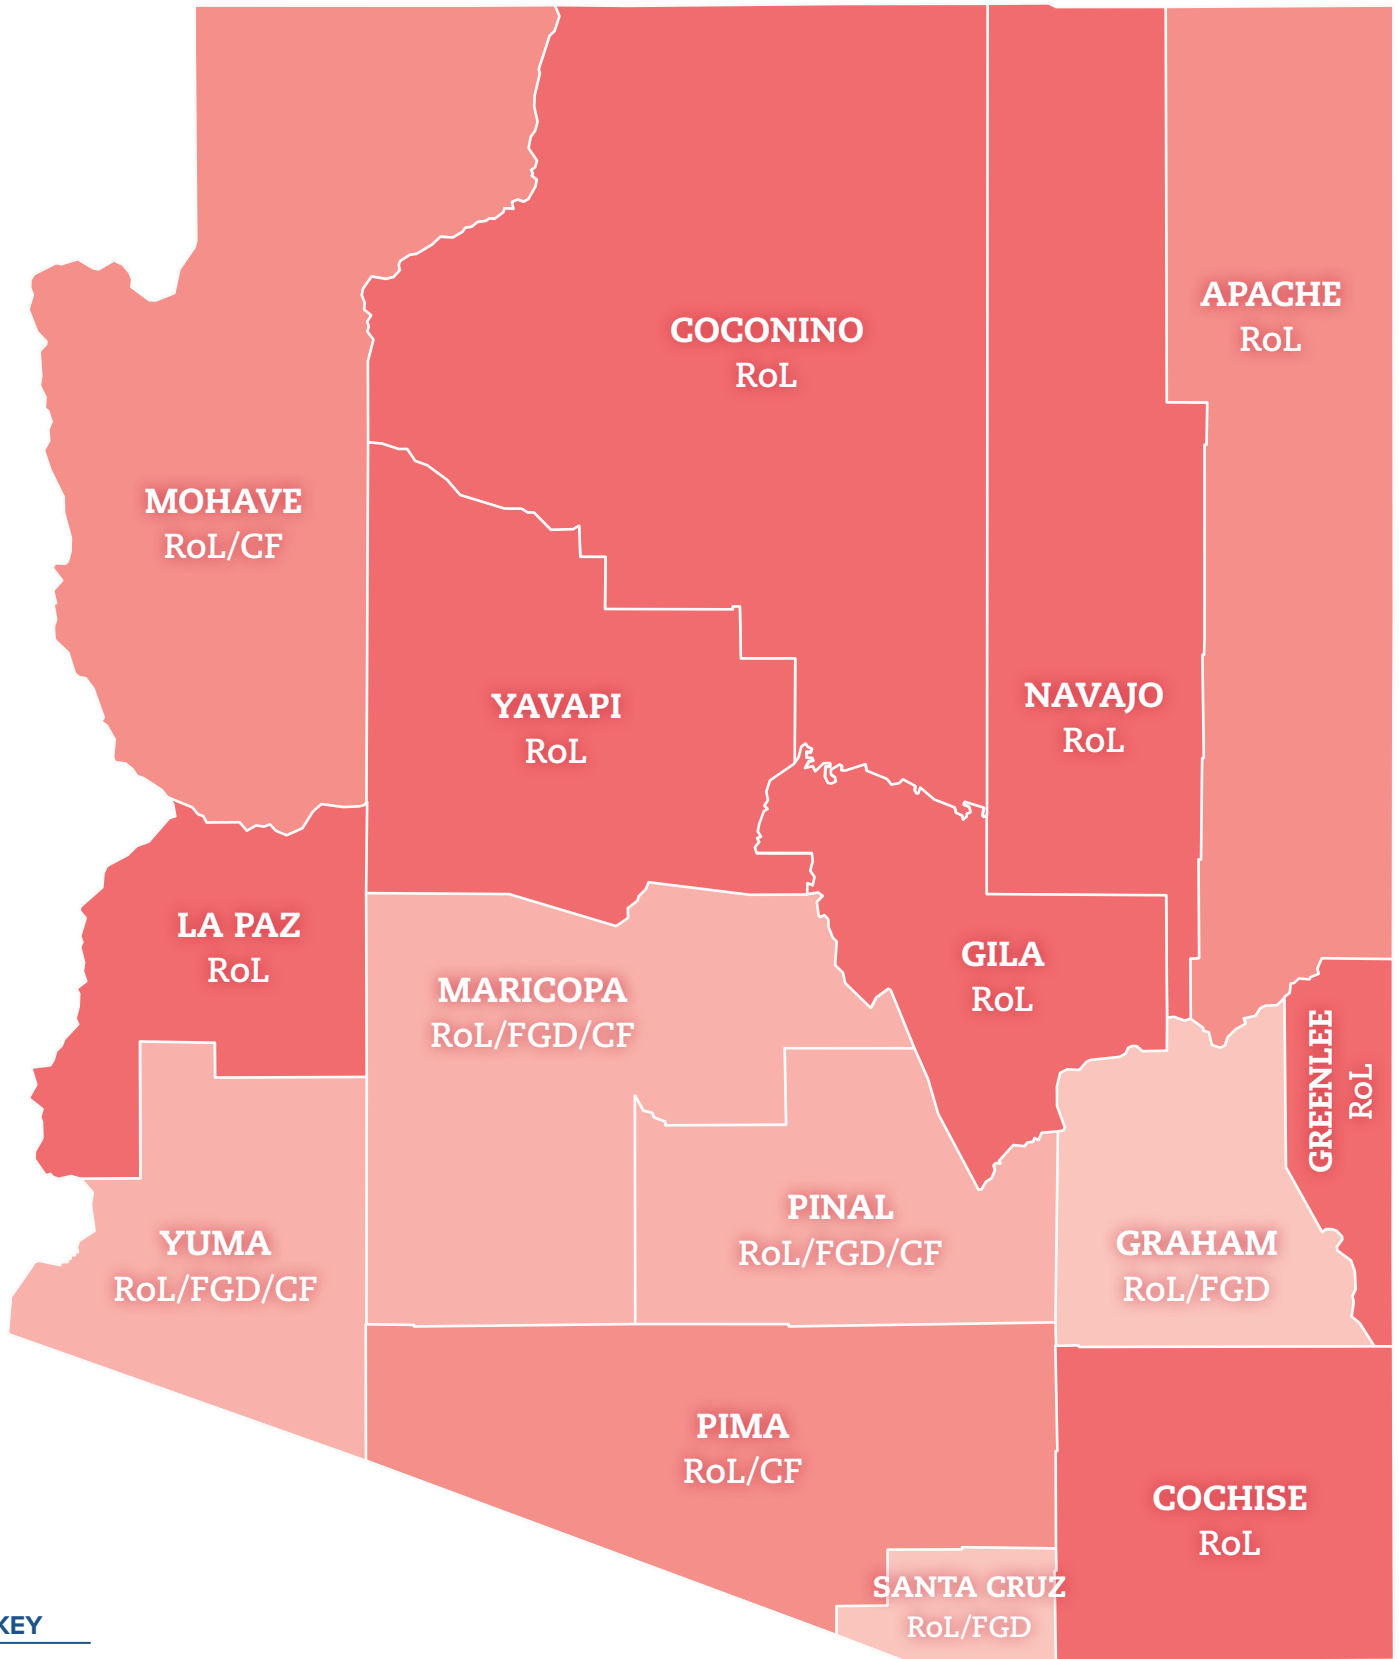 APACHE
RoL
COCONINO
RoL
MOHAVE
RoL/CF
NAVAJO
RoL
YAVAPI
RoL
LA PAZ
RoL
GILA
RoL
MARICOPA
RoL/FGD/CF
GREENLEE
RoL
PINAL
RoL/FGD/CF
YUMA
RoL/FGD/CF
GRAHAM
RoL/FGD
PIMA
RoL/CF
COCHISE
RoL
SANTA CRUZ
RoL/FGD
KEY